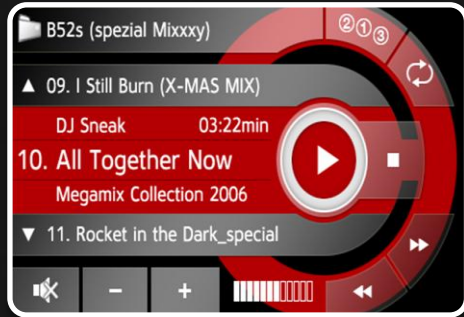 B52s (spezial Mixxxy)
②①③
▲ 09. I Still Burn (X-MAS MIX)
DJ Sneak 03:22min
10. All Together Now
Megamix Collection 2006
▼ 11. Rocket in the Dark_special
- +